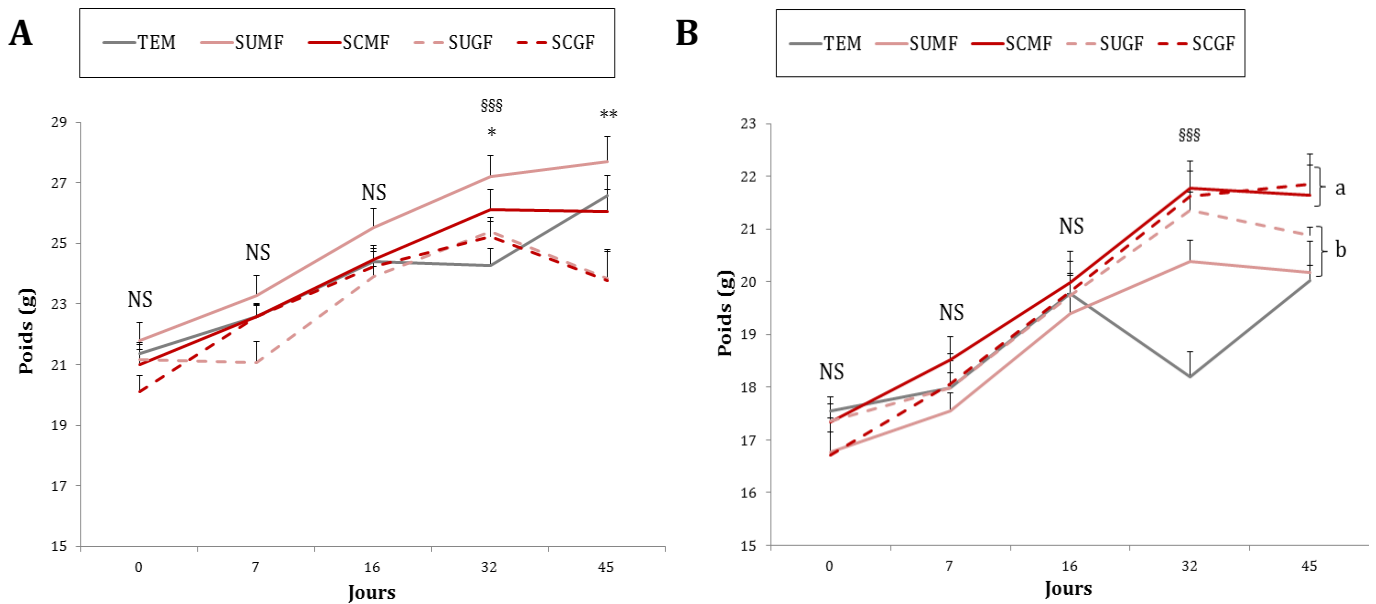 A
TEM SUMF SCMF SUGF SCGF
Poids (g)
29
27
25
23
21
19
17
15
NS
NS
NS
§§§
*
**
0 7 16 32 45
Jours
B
TEM SUMF SCMF SUGF SCGF
Poids (g)
23
22
21
20
19
18
17
16
15
NS
NS
NS
§§§
a
b
0 7 16 32 45
Jours